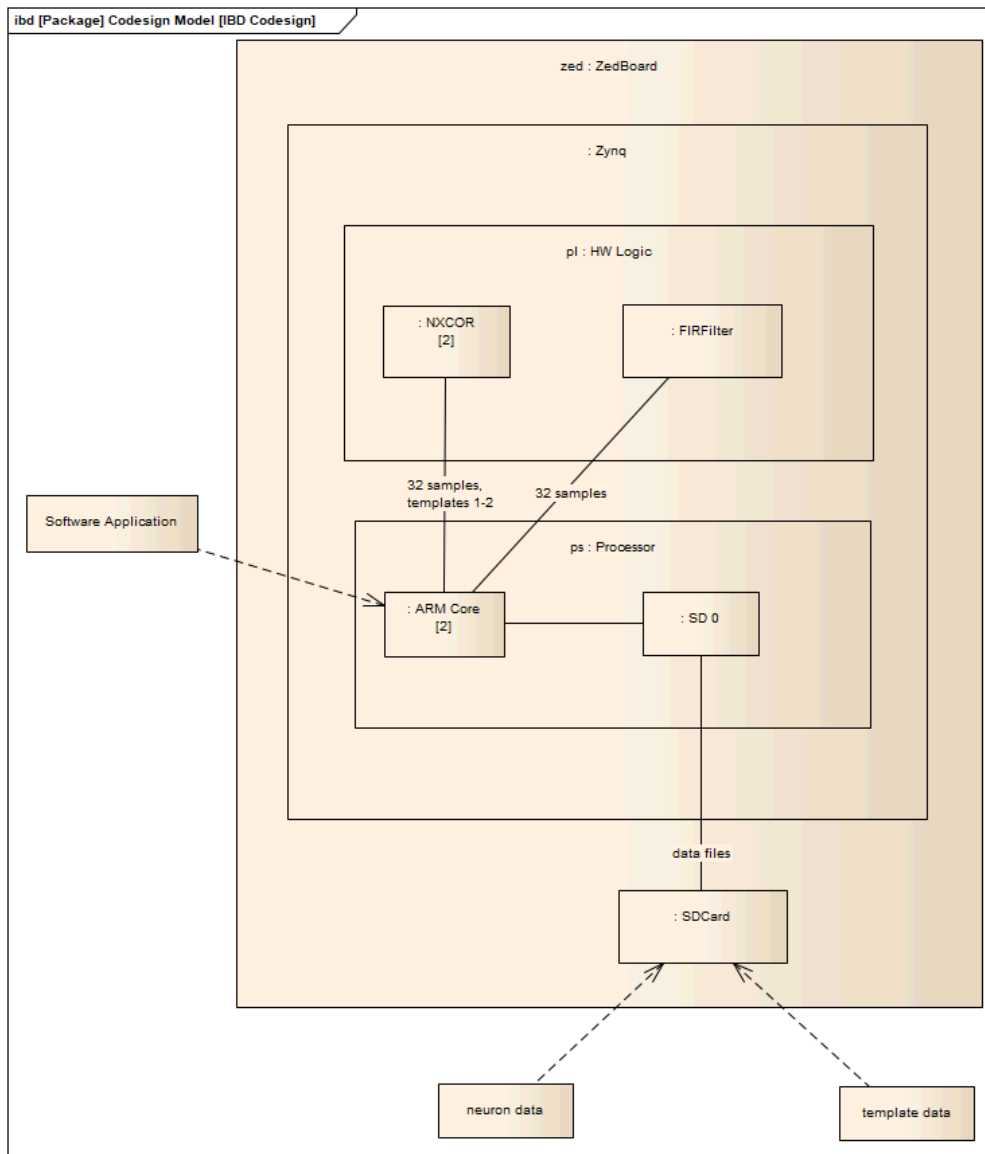 ibd [Package] Codesign Model [IBD Codesign]
zed : ZedBoard
: Zynq
pl : HW Logic
: NXCOR
[2]
: FIRFilter
32 samples,
templates 1-2
32 samples
Software Application
ps : Processor
: ARM Core
[2]
: SD 0
data files
: SDCard
neuron data
template data